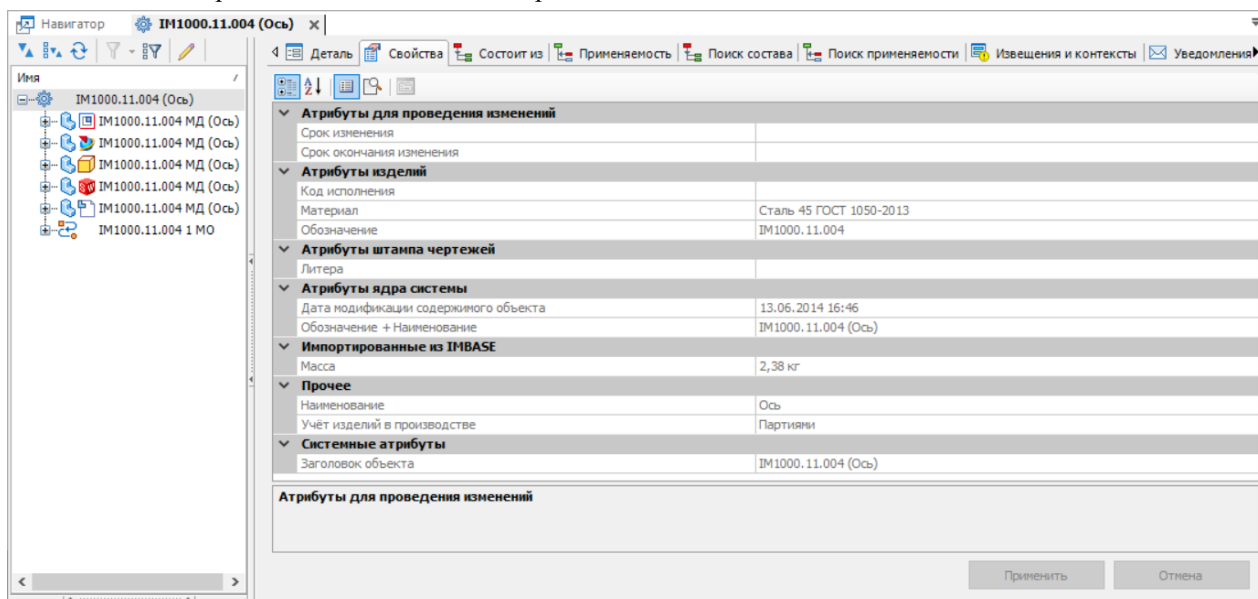 Навигатор IM1000.11.004 (Ось)
Деталь Свойства Состоит из Применяемость Поиск состава Поиск применяемости Извещения и контексты Уведомления
Имя
IM1000.11.004 (Ось)
IM1000.11.004 МД (Ось)
IM1000.11.004 МД (Ось)
IM1000.11.004 МД (Ось)
IM1000.11.004 МД (Ось)
IM1000.11.004 МД (Ось)
IM1000.11.004 1 МО
Атрибуты для проведения изменений
Срок изменения
Срок окончания изменения
Атрибуты изделий
Код исполнения
Материал Сталь 45 ГОСТ 1050-2013
Обозначение IM1000.11.004
Атрибуты штампа чертежей
Литера
Атрибуты ядра системы
Дата модификации содержимого объекта 13.06.2014 16:46
Обозначение + Наименование IM1000.11.004 (Ось)
Импортированные из IMBASE
Масса 2,38 кг
Прочее
Наименование Ось
Учёт изделий в производстве Партиями
Системные атрибуты
Заголовок объекта IM1000.11.004 (Ось)
Атрибуты для проведения изменений
Применить Отмена